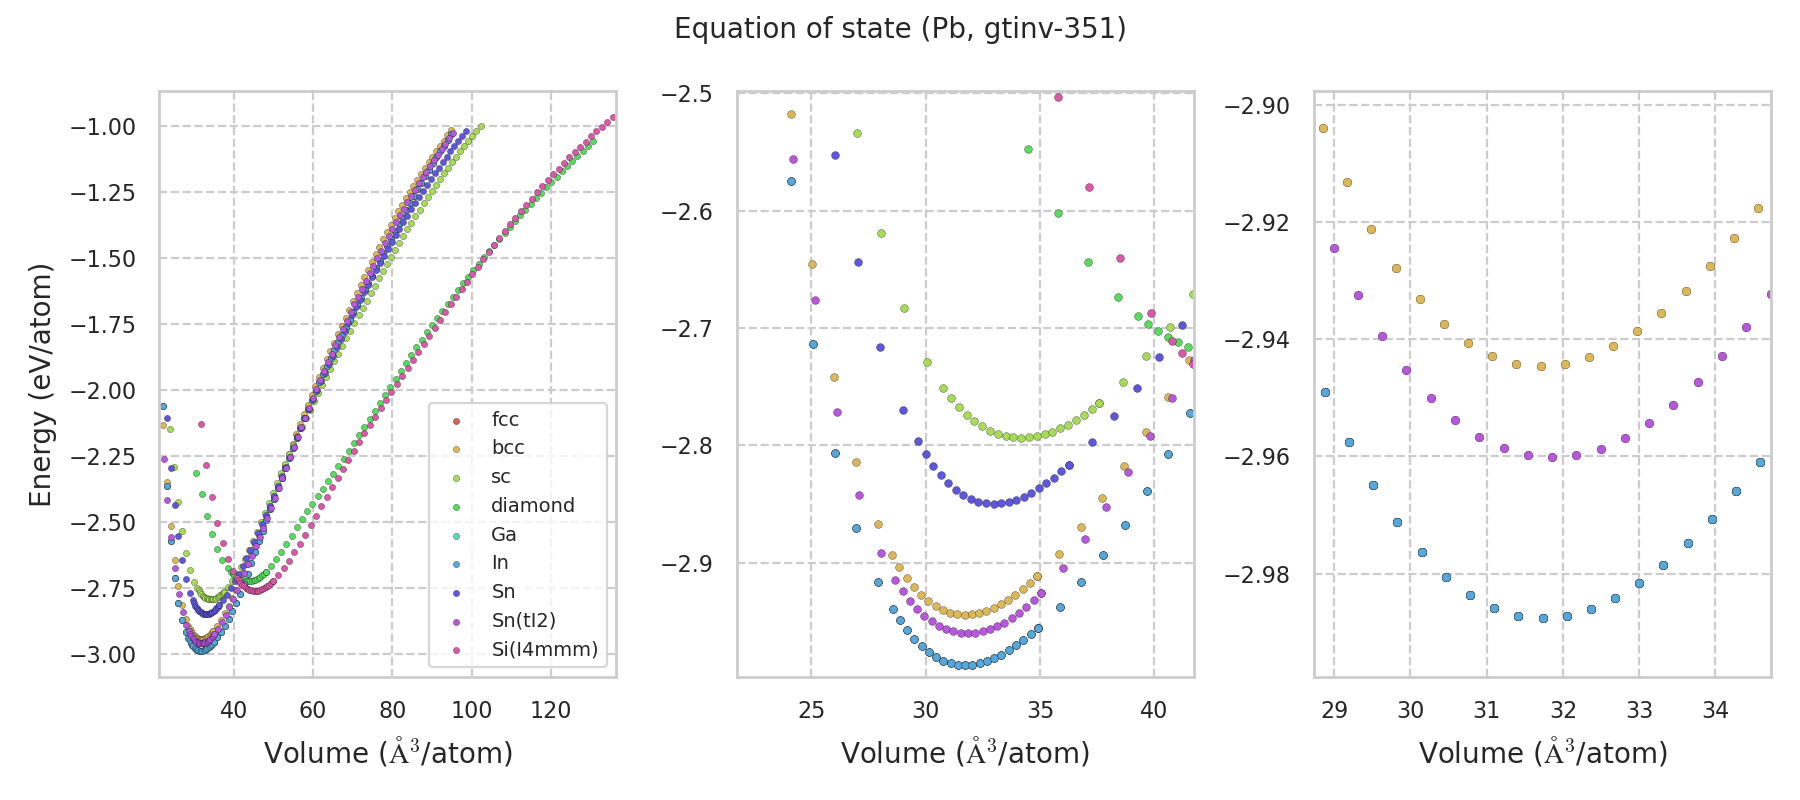 Equation of state (Pb, gtinv-351)
Energy (eV/atom)
−1.00
−1.25
−1.50
−1.75
−2.00
−2.25
−2.50
−2.75
−3.00
40 60 80 100 120
Volume (Å³/atom)
fcc
bcc
sc
diamond
Ga
In
Sn
Sn(tI2)
Si(I4mmm)
−2.5
−2.6
−2.7
−2.8
−2.9
25 30 35 40
Volume (Å³/atom)
−2.90
−2.92
−2.94
−2.96
−2.98
29 30 31 32 33 34
Volume (Å³/atom)